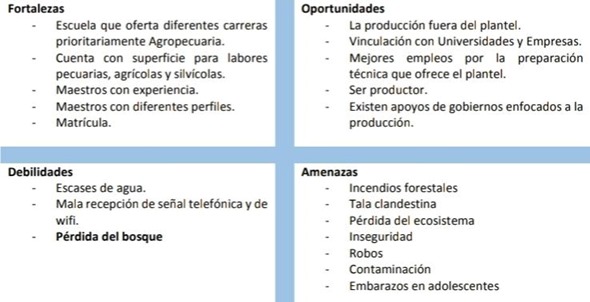 Fortalezas
- Escuela que oferta diferentes carreras
prioritariamente Agropecuaria.
- Cuenta con superficie para labores
pecuarias, agrícolas y silvícolas.
- Maestros con experiencia.
- Maestros con diferentes perfiles.
- Matrícula.
Oportunidades
- La producción fuera del plantel.
- Vinculación con Universidades y Empresas.
- Mejores empleos por la preparación
técnica que ofrece el plantel.
- Ser productor.
- Existen apoyos de gobiernos enfocados a la
producción.
Debilidades
- Escases de agua.
- Mala recepción de señal telefónica y de
wifi.
- Pérdida del bosque
Amenazas
- Incendios forestales
- Tala clandestina
- Pérdida del ecosistema
- Inseguridad
- Robos
- Contaminación
- Embarazos en adolescentes